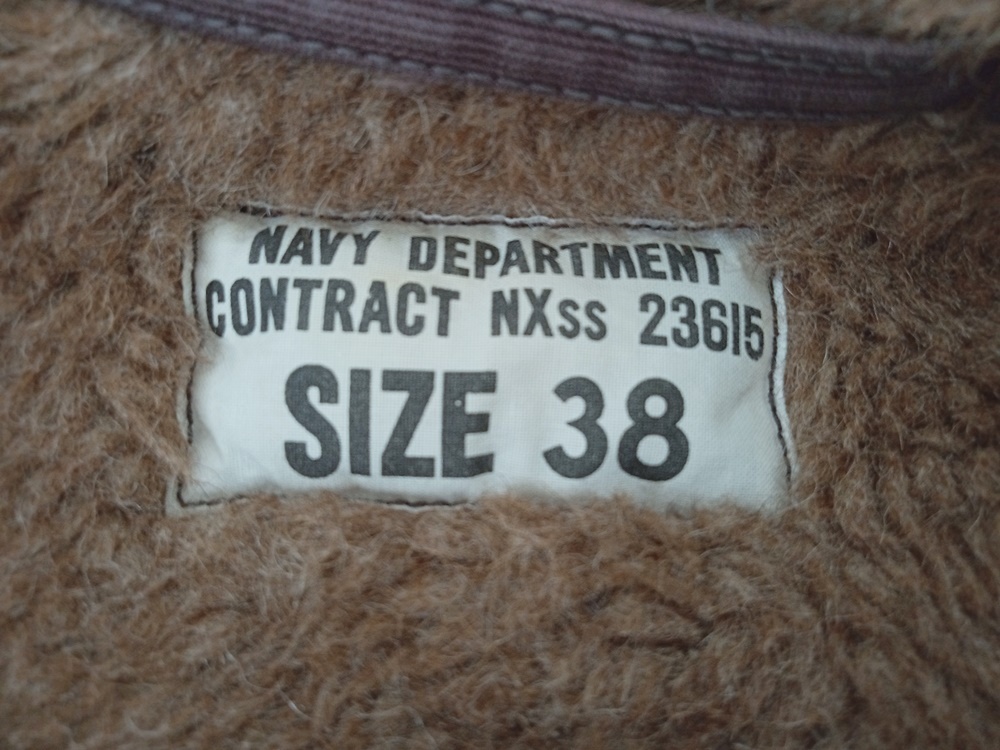 NAVY DEPARTMENT
CONTRACT NXss 23615
SIZE 38